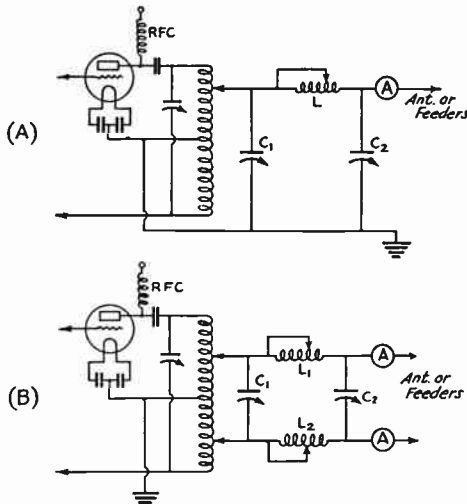 RFC
A
Ant. or
Feeders
L
(A)
C1
C2
RFC
A
L1
Ant. or
Feeders
C1
C2
(B)
L2
A